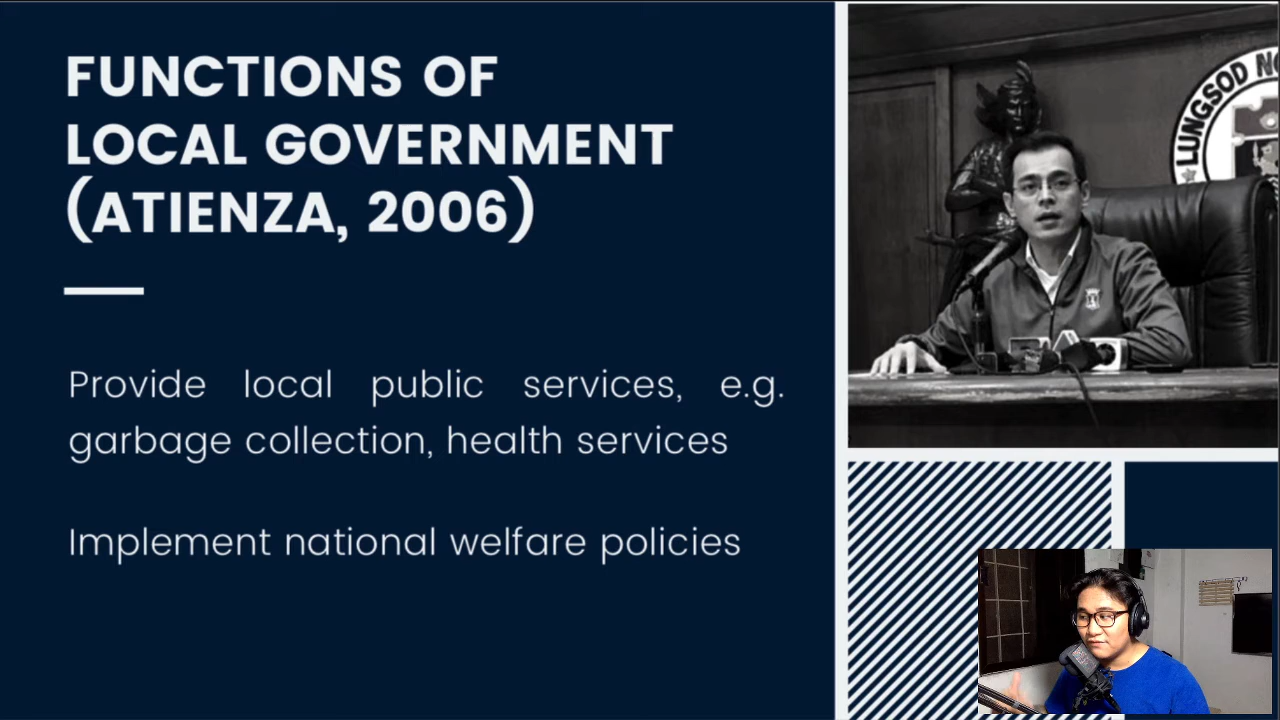 FUNCTIONS OF
LOCAL GOVERNMENT
(ATIENZA, 2006)
Provide local public services, e.g.
garbage collection, health services
Implement national welfare policies
LUNGSOD